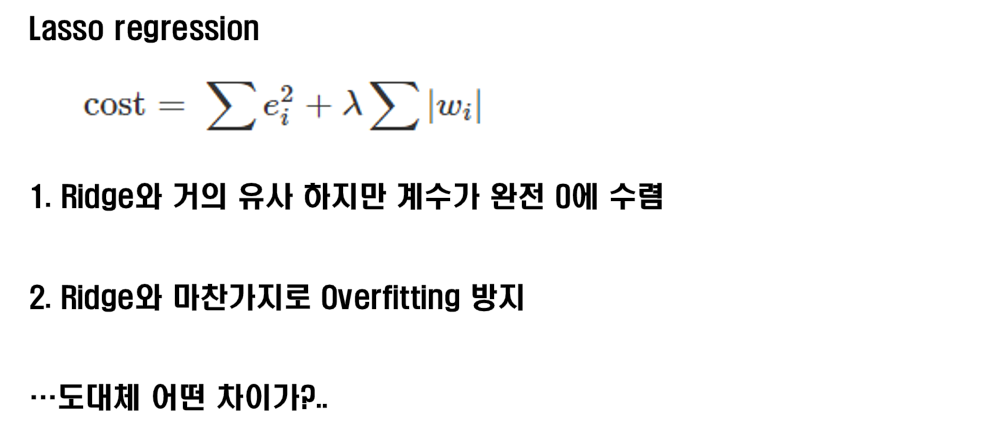 Lasso regression
cost = ∑ e_i^2 + λ ∑ |w_i|
1. Ridge와 거의 유사 하지만 계수가 완전 0에 수렴
2. Ridge와 마찬가지로 Overfitting 방지
…도대체 어떤 차이가?..